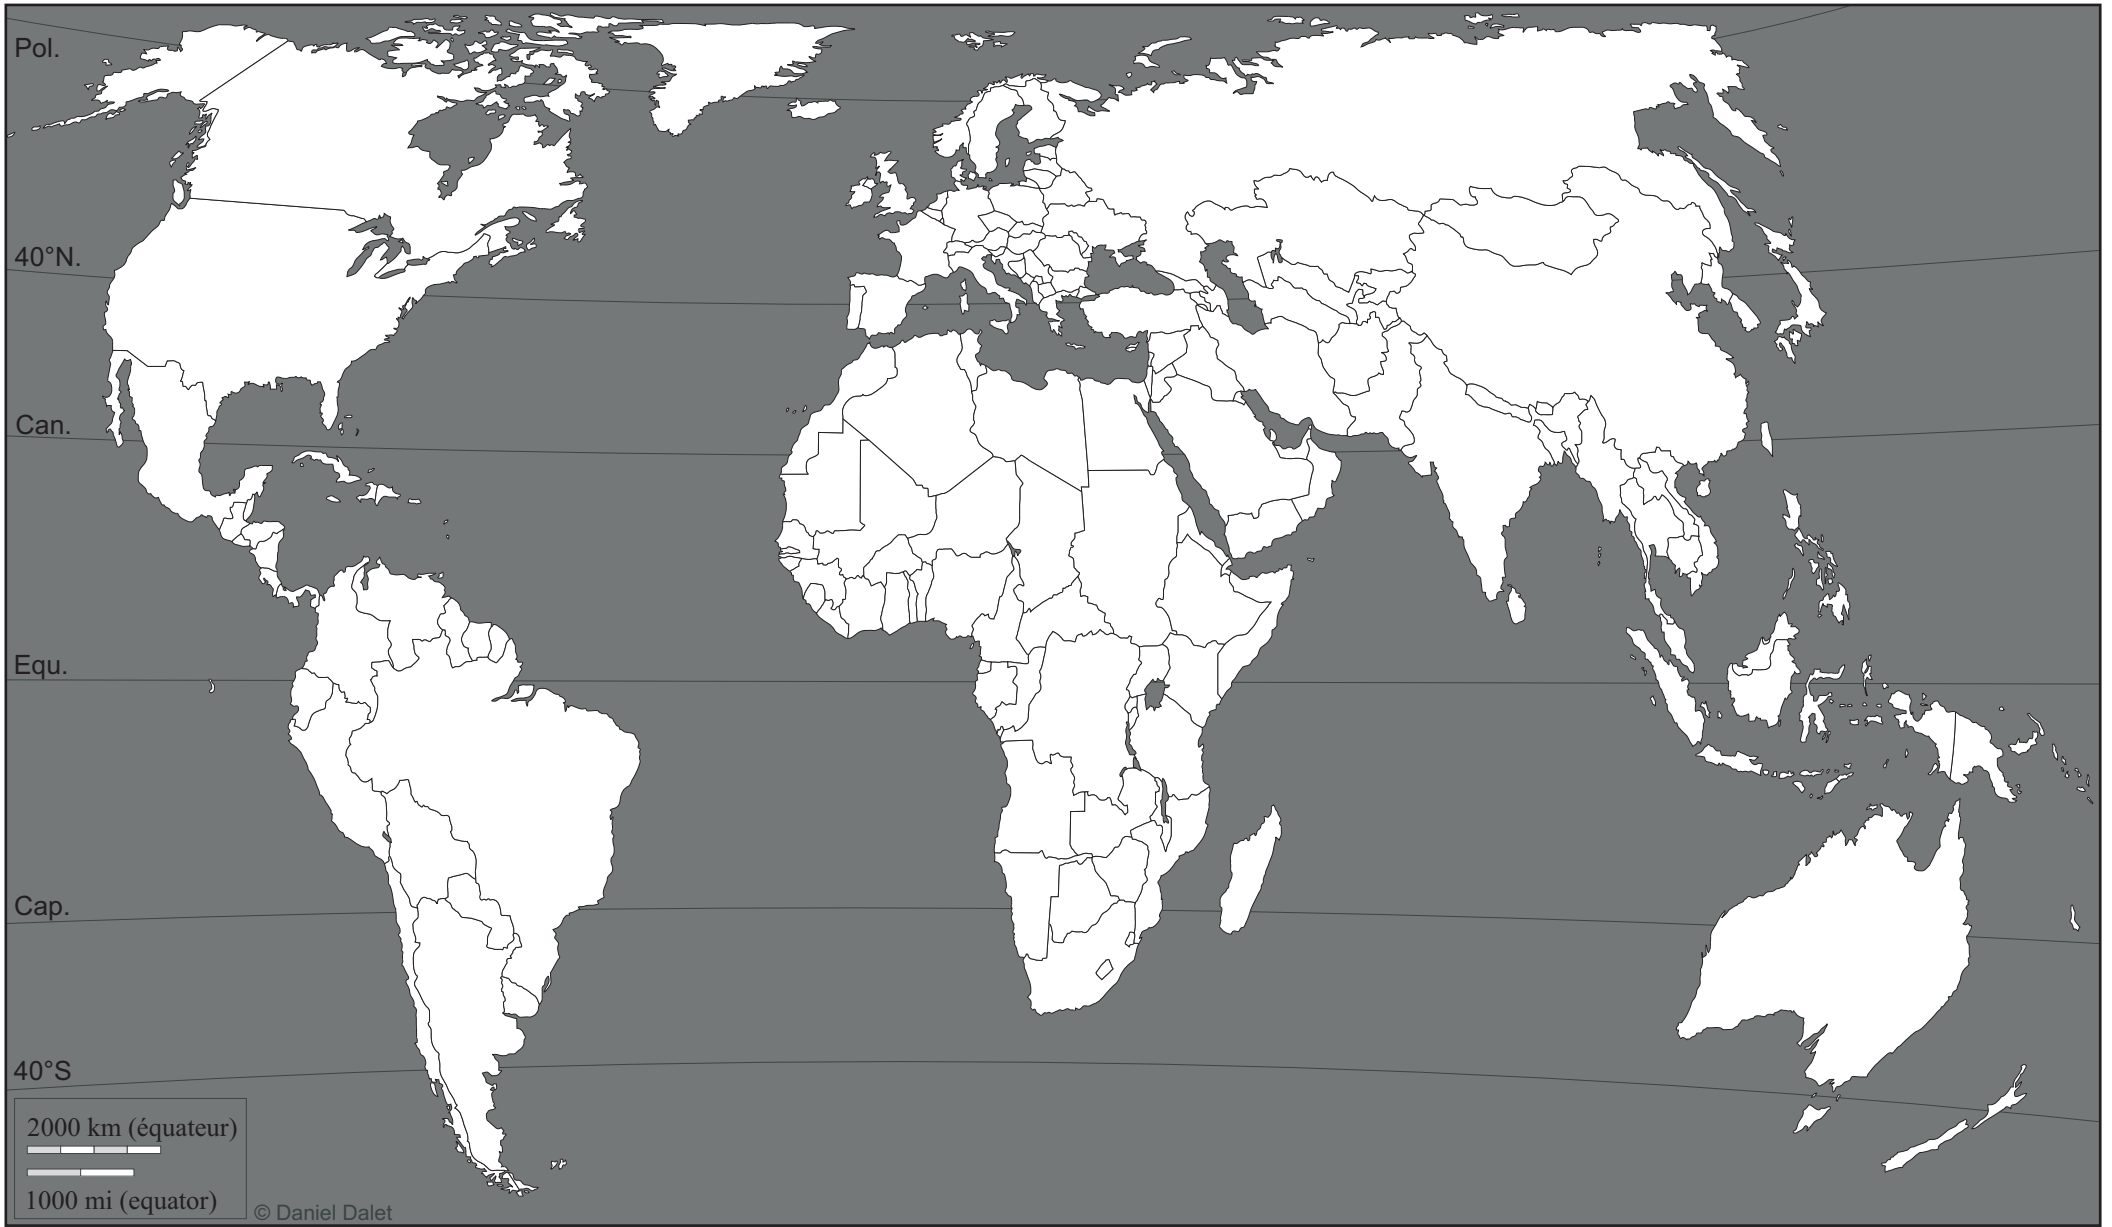 Pol.
40°N.
Can.
Equ.
Cap.
40°S
2000 km (équateur)
1000 mi (equator)
© Daniel Dalet